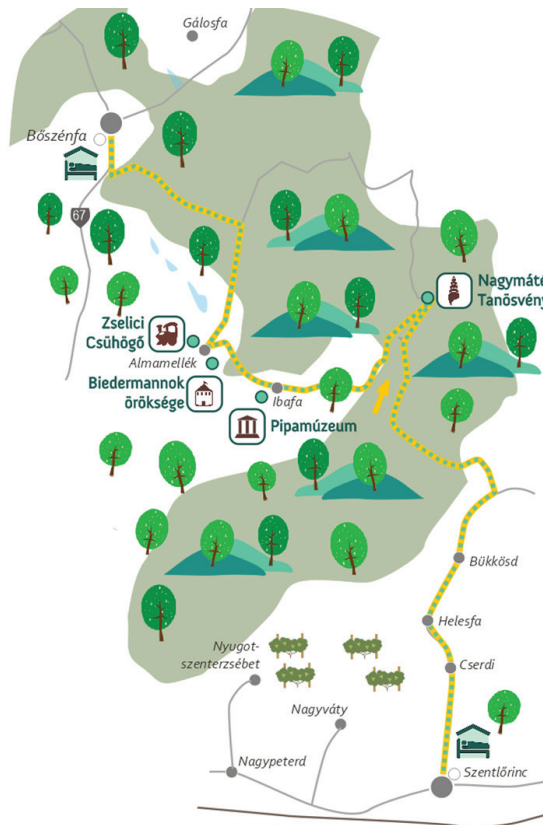 Gálosfa
Bőszénfa
67
Nagymáté
Tanösvény
Zselici
Csühögő
Almamellék
Biedermannok
öröksége
Ibafa
Pipamúzeum
Bükkösd
Helesfa
Cserdi
Nyugot-
szenterzsébet
Nagyváty
Nagypeterd
Szentlőrinc